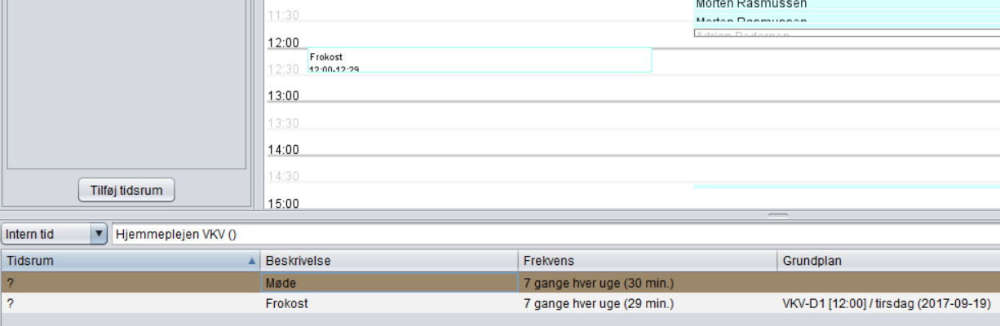 Morten Rasmussen
11:30
Morten Rasmussen
Adrian Pedersen
12:00
Frokost
12:00-12:29
12:30
13:00
13:30
14:00
14:30
Tilføj tidsrum
15:00
Intern tid Hjemmeplejen VKV ()
Tidsrum Beskrivelse Frekvens Grundplan
? Møde 7 gange hver uge (30 min.)
? Frokost 7 gange hver uge (29 min.) VKV-D1 [12:00] / tirsdag (2017-09-19)